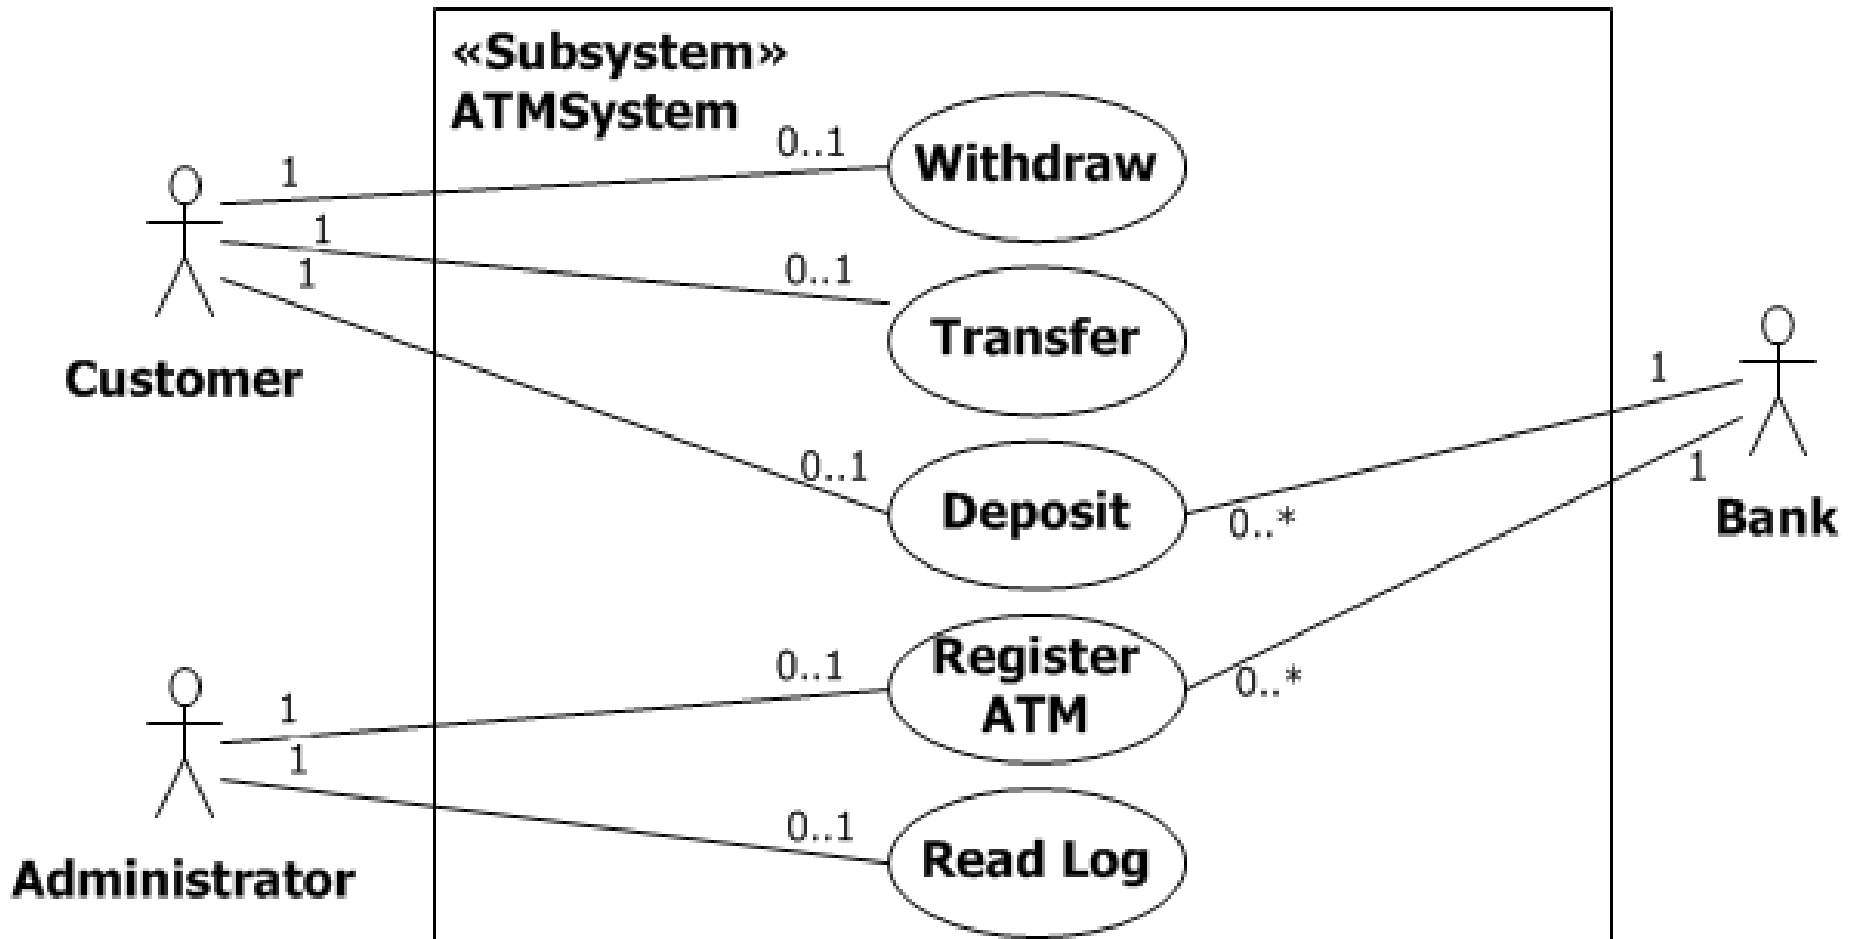 «Subsystem»
ATMSystem
1
0..1
Withdraw
1
0..1
Transfer
1
0..1
Deposit
Customer
1
0..*
1
0..*
Bank
1
0..1
Register
ATM
1
0..1
Read Log
Administrator